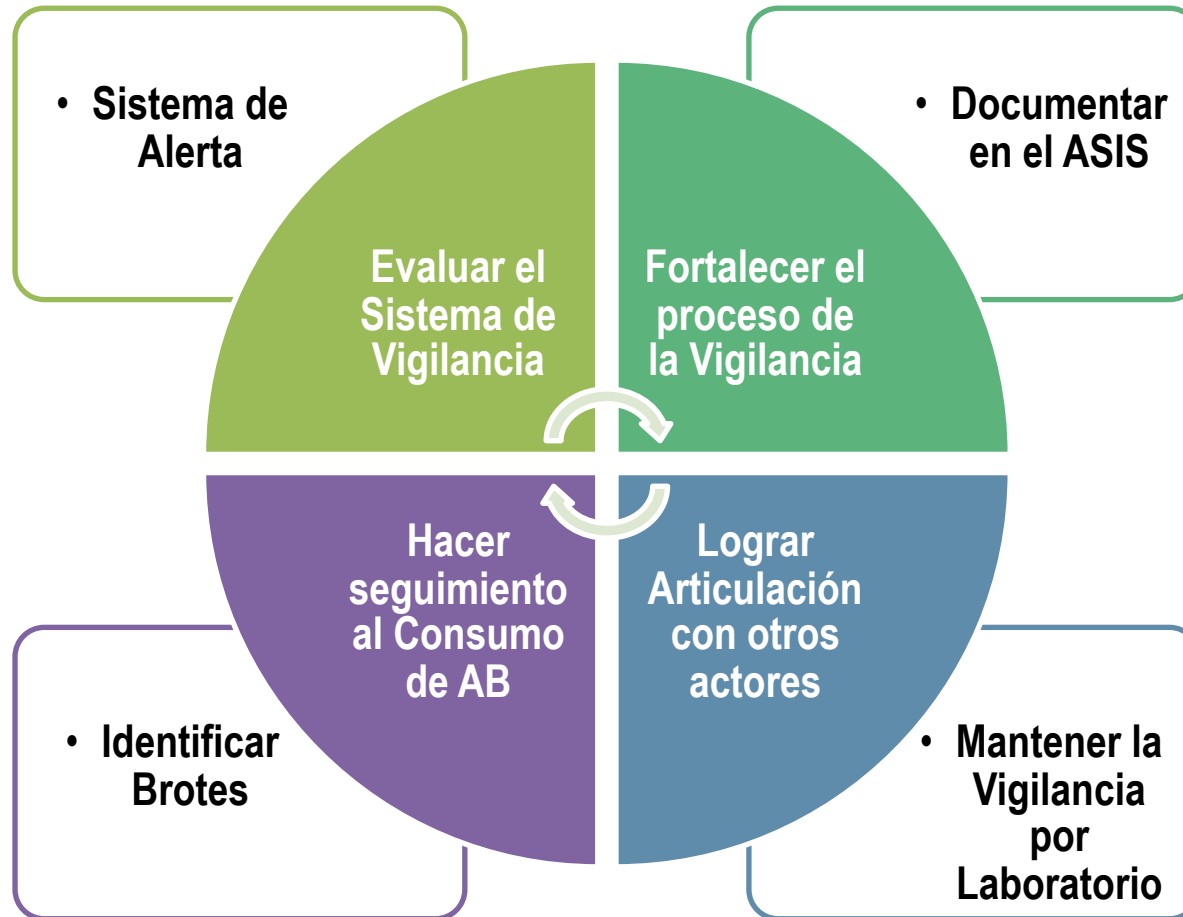 • Sistema de
Alerta
• Documentar
en el ASIS
Evaluar el
Sistema de
Vigilancia
Fortalecer el
proceso de
la Vigilancia
Hacer
seguimiento
al Consumo
de AB
Lograr
Articulación
con otros
actores
• Identificar
Brotes
• Mantener la
Vigilancia
por
Laboratorio